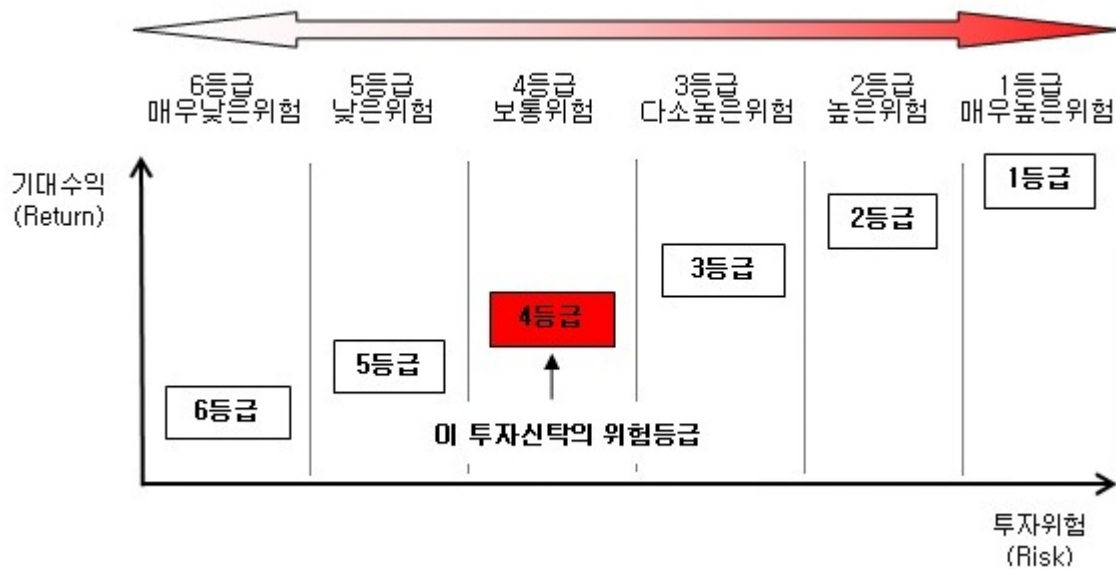 6등급
매우낮은위험
5등급
낮은위험
4등급
보통위험
3등급
다소높은위험
2등급
높은위험
1등급
매우높은위험
기대수익
(Return)
1등급
2등급
3등급
4등급
5등급
6등급
이 투자신탁의 위험등급
투자위험
(Risk)